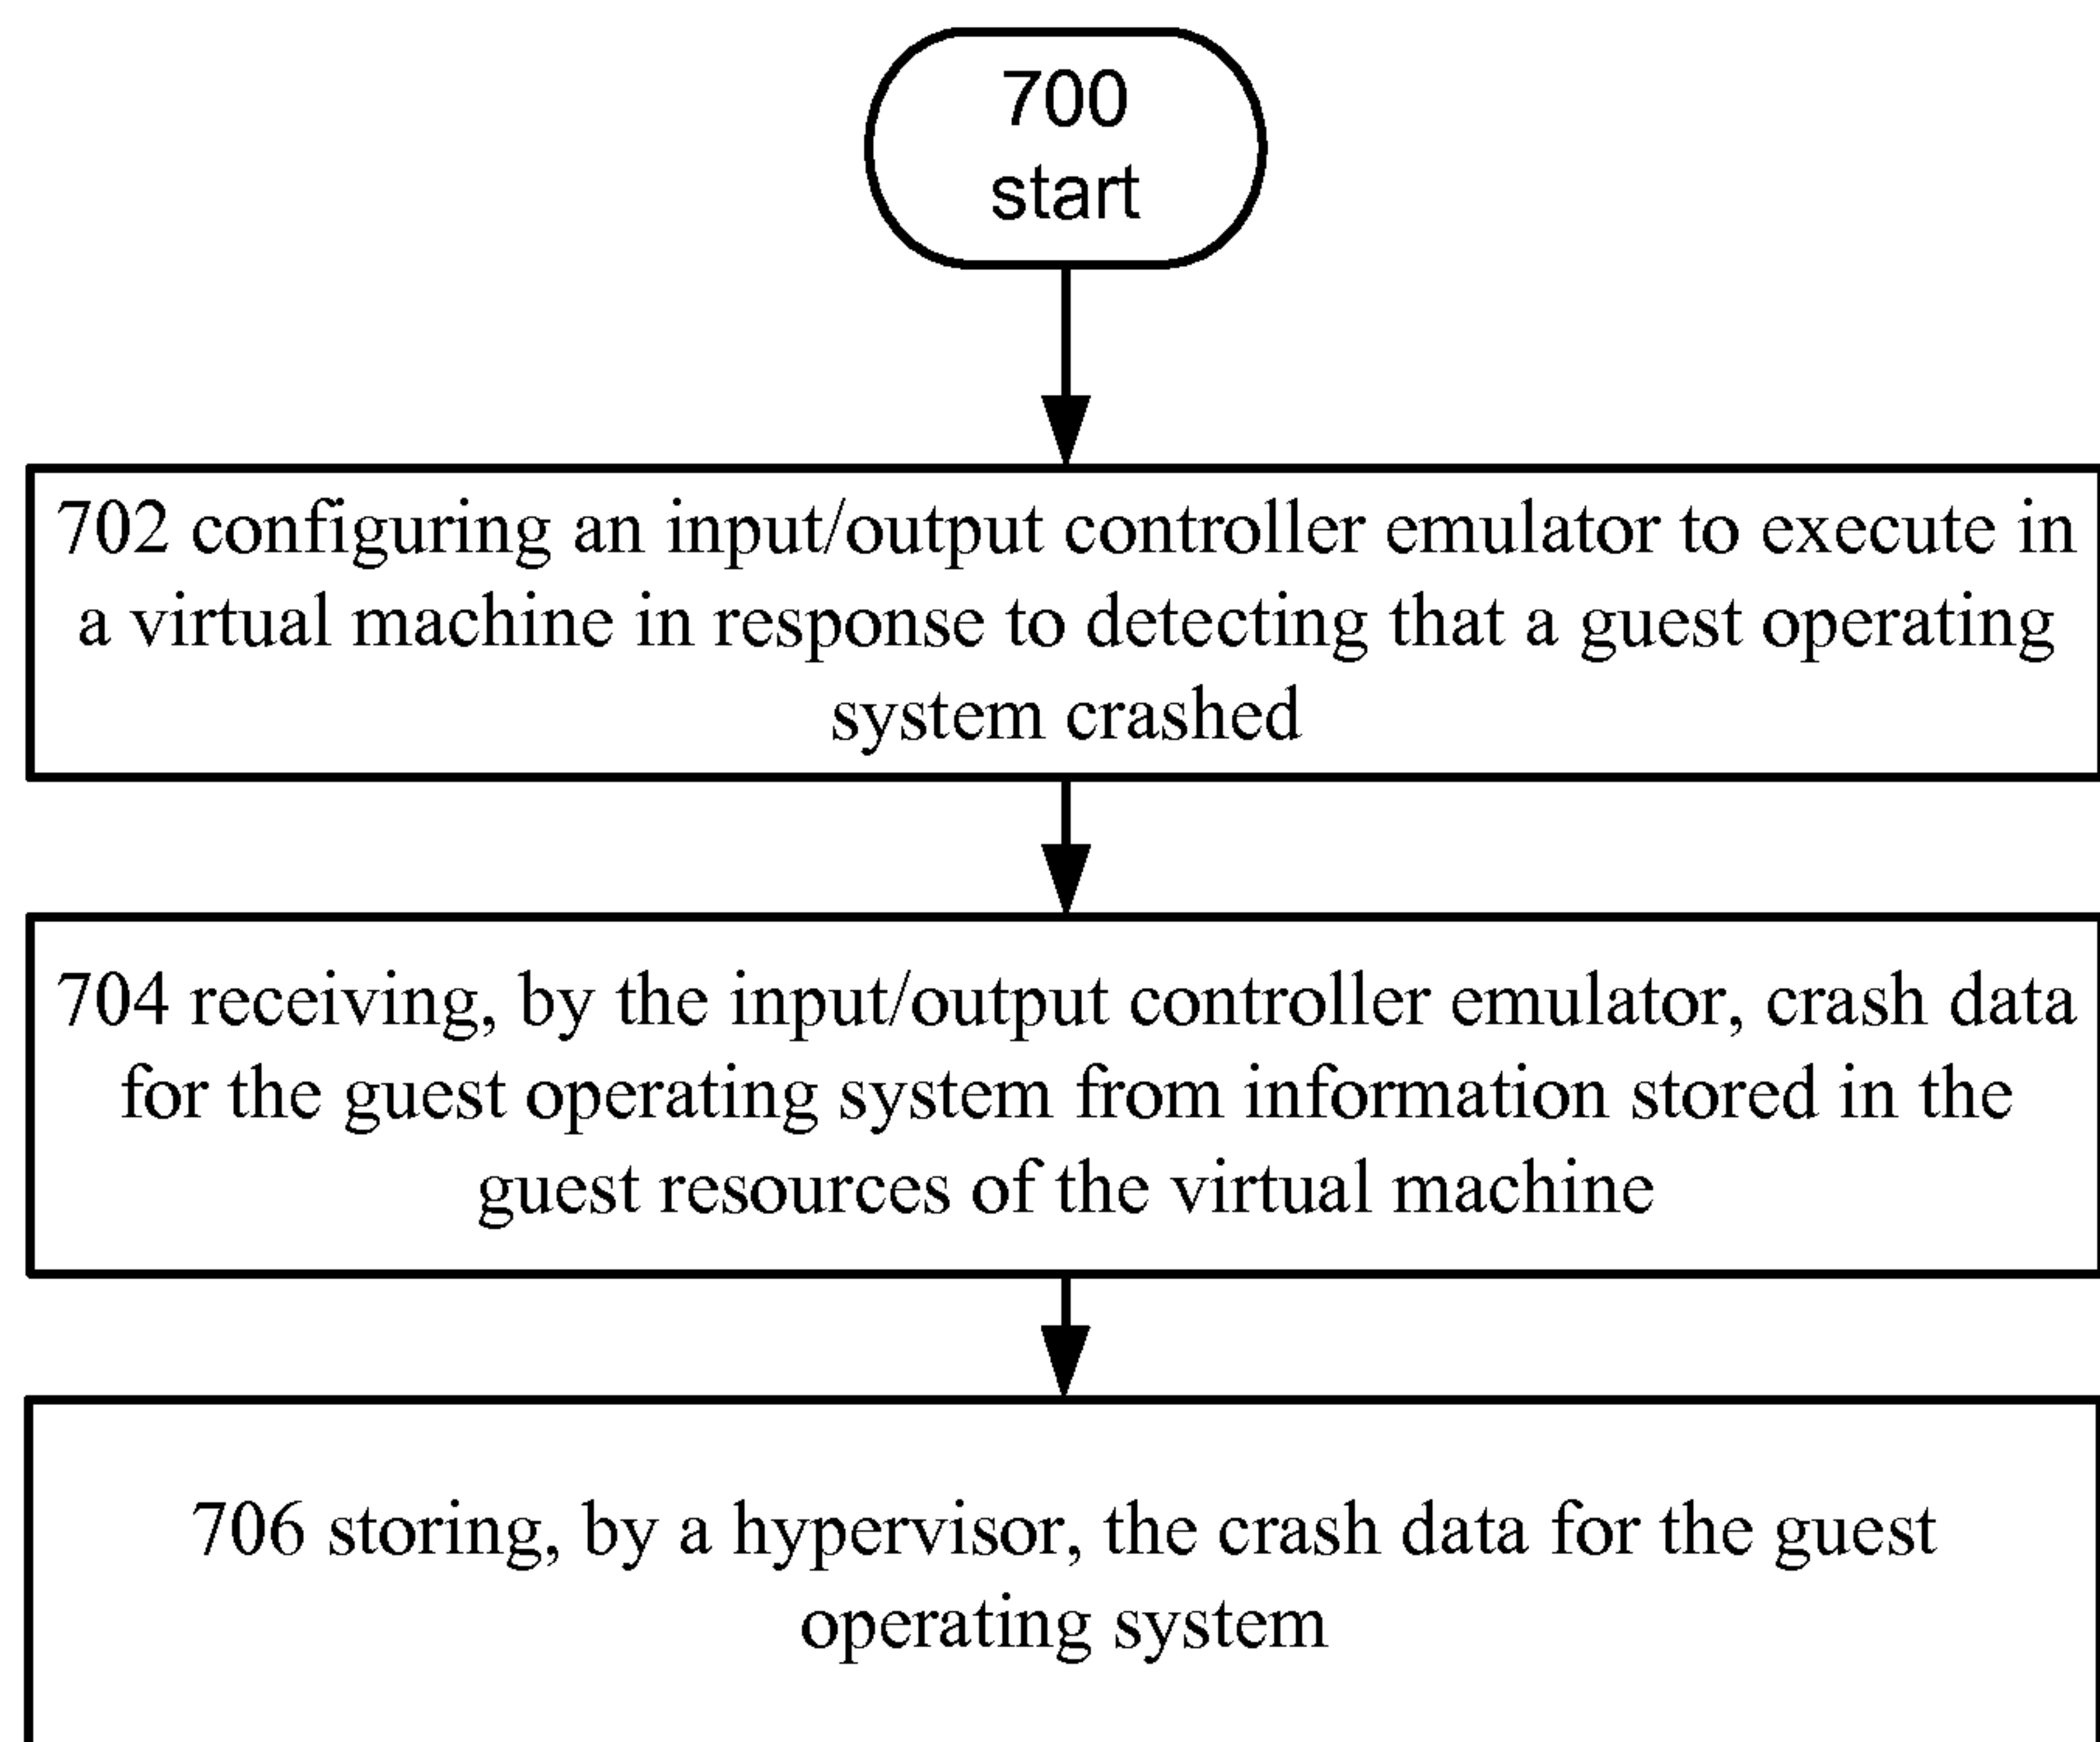 700
start
702 configuring an input/output controller emulator to execute in
a virtual machine in response to detecting that a guest operating
system crashed
704 receiving, by the input/output controller emulator, crash data
for the guest operating system from information stored in the
guest resources of the virtual machine
706 storing, by a hypervisor, the crash data for the guest
operating system